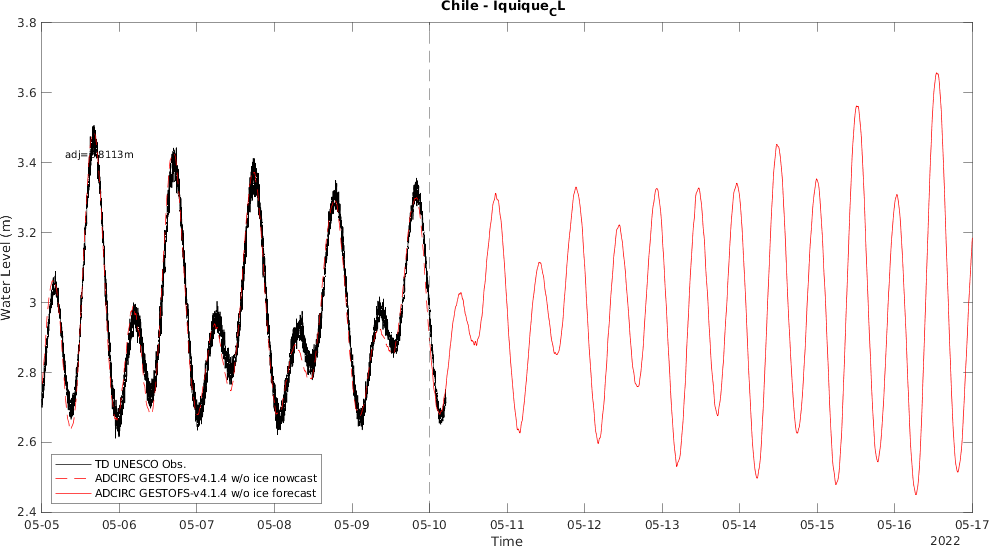 Chile - Iquique_CL
3.8
3.6
3.4
3.2
3
2.8
2.6
2.4
Water Level (m)
TD UNESCO Obs.
ADCIRC GESTOFS-v4.1.4 w/o ice nowcast
ADCIRC GESTOFS-v4.1.4 w/o ice forecast
05-05 05-06 05-07 05-08 05-09 05-10 05-11 05-12 05-13 05-14 05-15 05-16 05-17
Time
2022